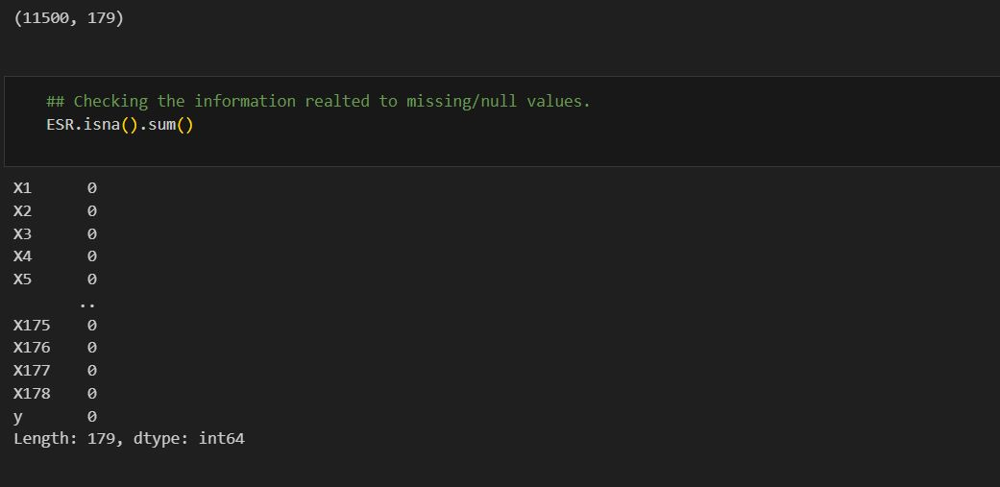 (11500, 179)
## Checking the information realted to missing/null values.
ESR.isna().sum()
X1 0
X2 0
X3 0
X4 0
X5 0
..
X175 0
X176 0
X177 0
X178 0
y 0
Length: 179, dtype: int64